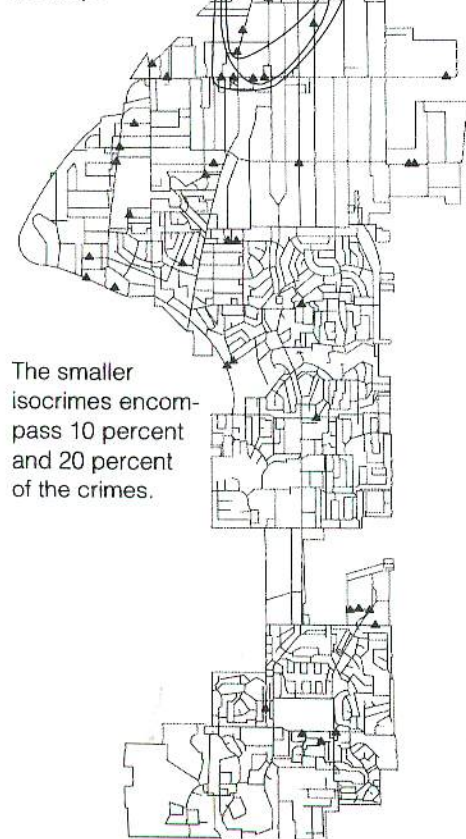 The smaller
isocrimes encom-
pass 10 percent
and 20 percent
of the crimes.